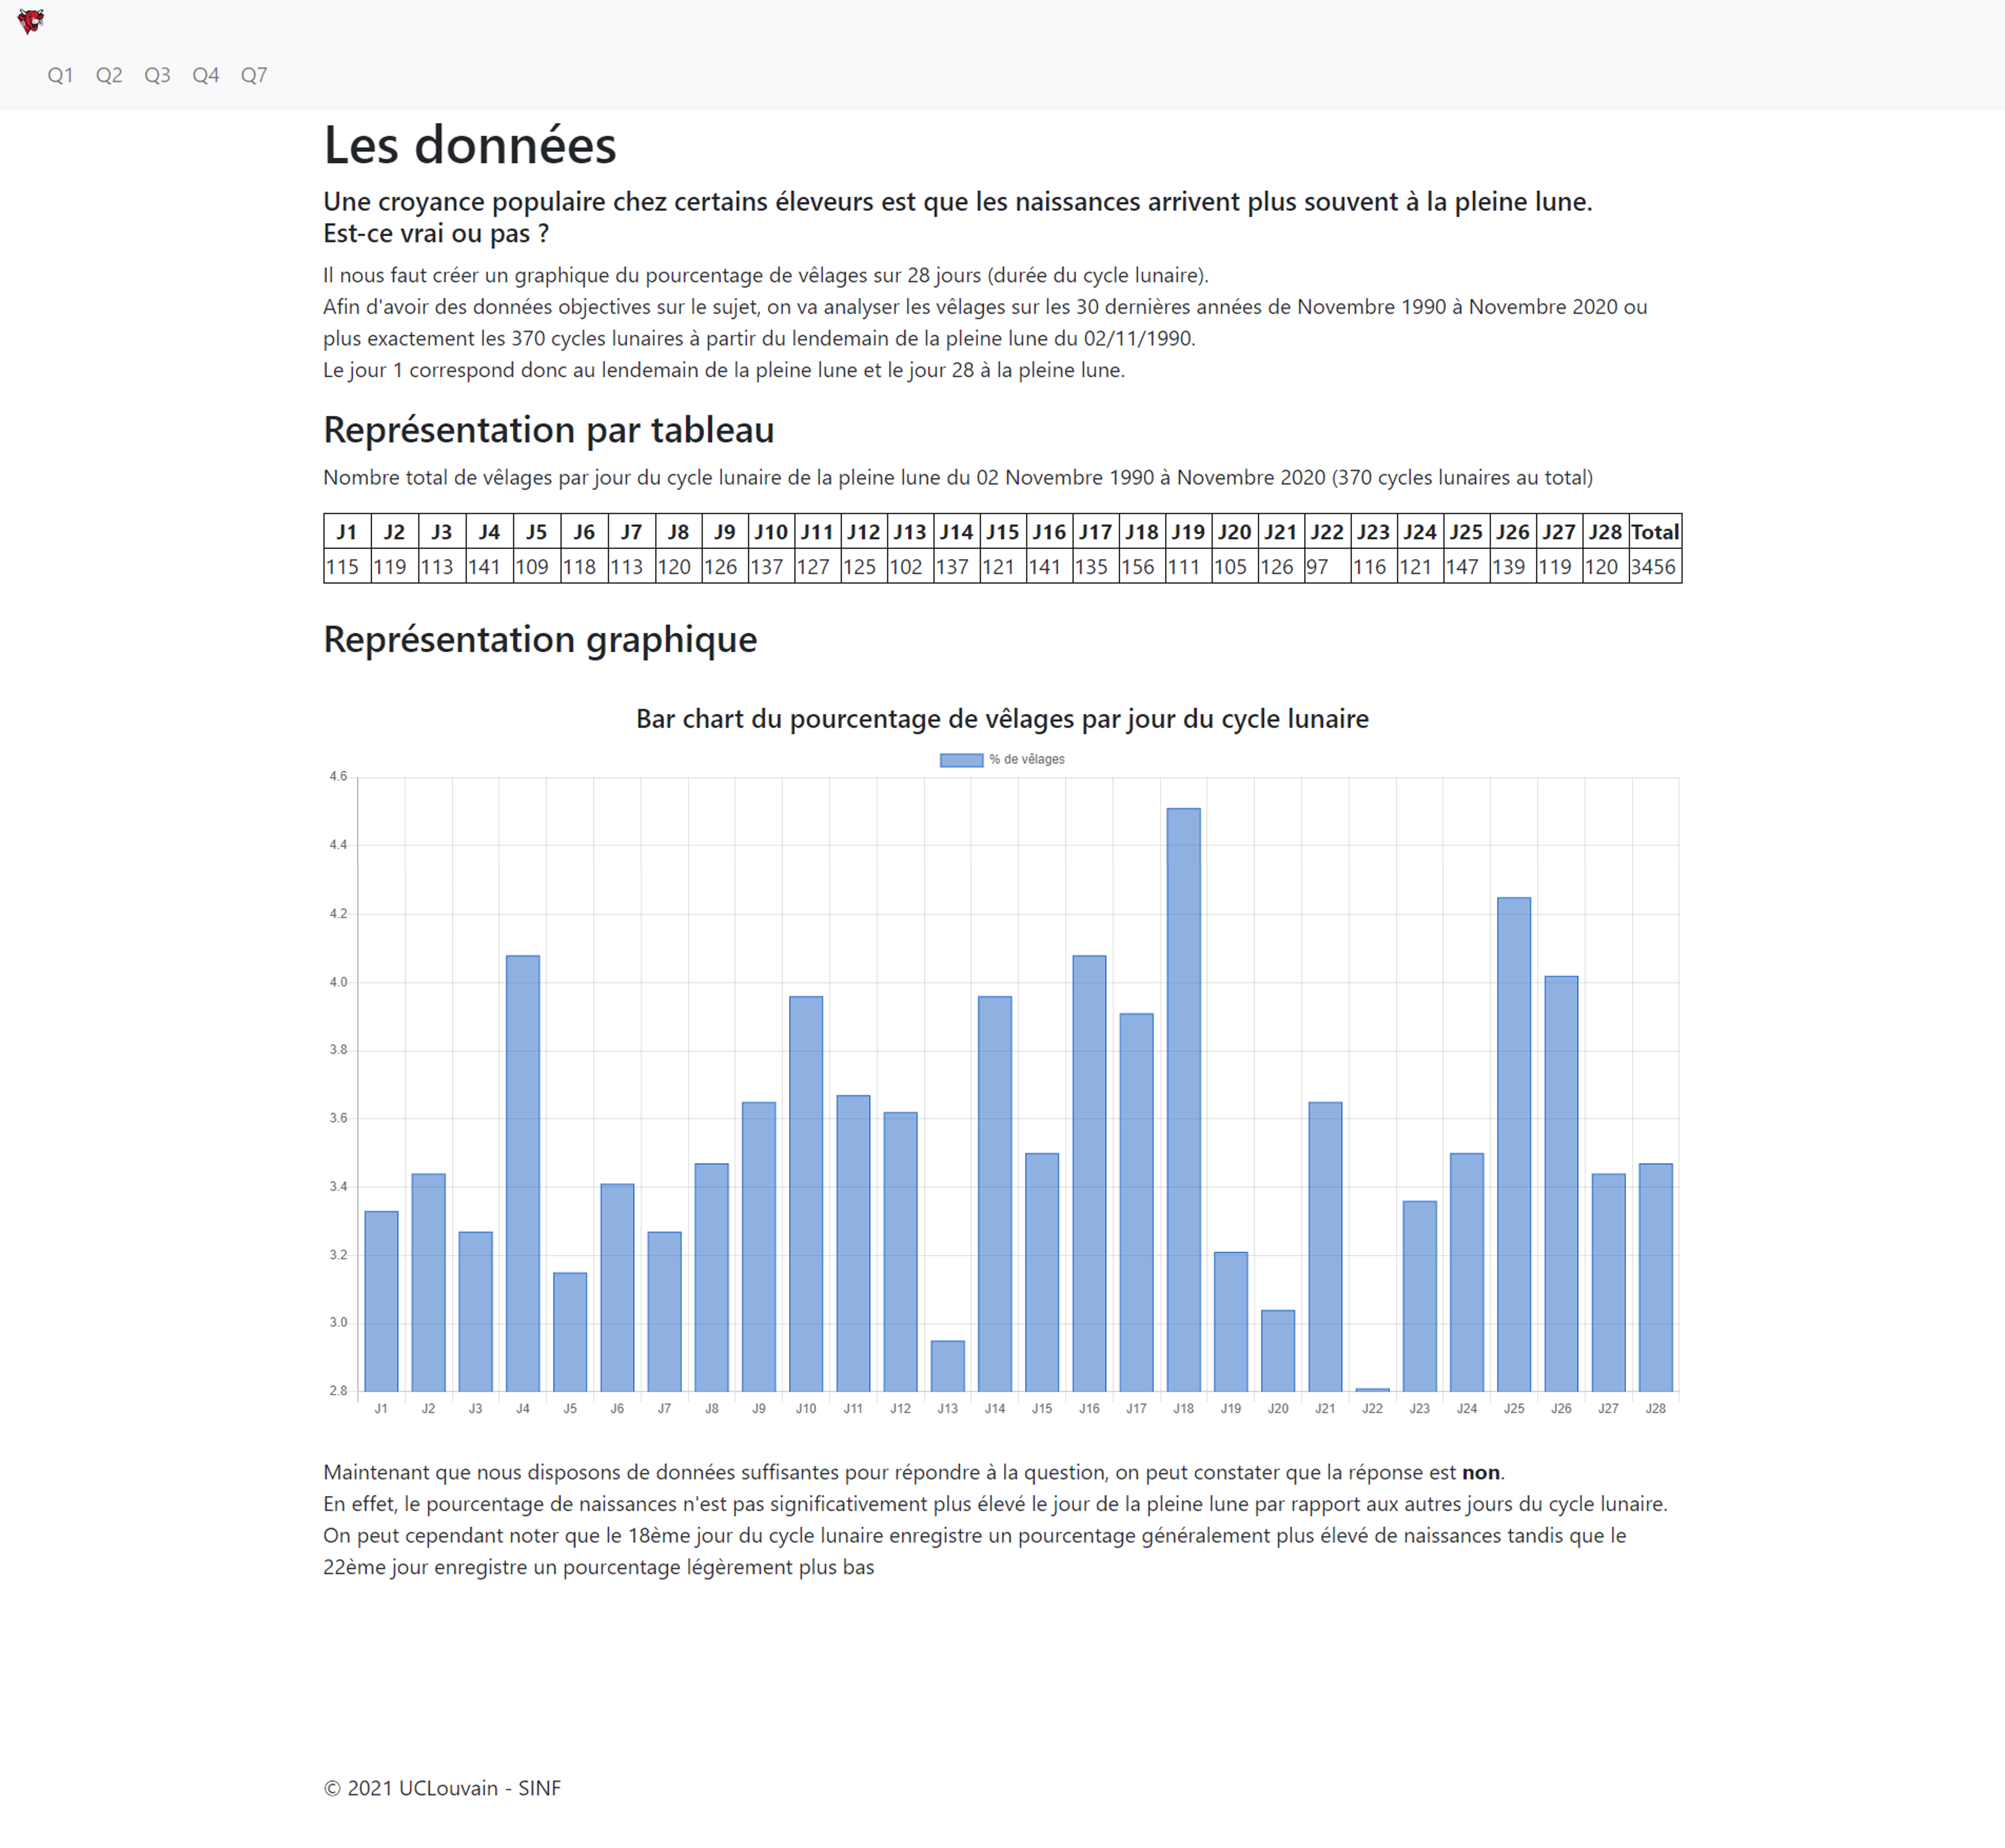 Q1 Q2 Q3 Q4 Q7
Les données
Une croyance populaire chez certains éleveurs est que les naissances arrivent plus souvent à la pleine lune.
Est-ce vrai ou pas ?
Il nous faut créer un graphique du pourcentage de vêlages sur 28 jours (durée du cycle lunaire).
Afin d'avoir des données objectives sur le sujet, on va analyser les vêlages sur les 30 dernières années de Novembre 1990 à Novembre 2020 ou
plus exactement les 370 cycles lunaires à partir du lendemain de la pleine lune du 02/11/1990.
Le jour 1 correspond donc au lendemain de la pleine lune et le jour 28 à la pleine lune.
Représentation par tableau
Nombre total de vêlages par jour du cycle lunaire de la pleine lune du 02 Novembre 1990 à Novembre 2020 (370 cycles lunaires au total)
J1 J2 J3 J4 J5 J6 J7 J8 J9 J10 J11 J12 J13 J14 J15 J16 J17 J18 J19 J20 J21 J22 J23 J24 J25 J26 J27 J28 Total
115 119 113 141 109 118 113 120 126 137 127 125 102 137 121 141 135 156 111 105 126 97 116 121 147 139 119 120 3456
Représentation graphique
Bar chart du pourcentage de vêlages par jour du cycle lunaire
% de vêlages
4.6
4.4
4.2
4.0
3.8
3.6
3.4
3.2
3.0
2.8
J1 J2 J3 J4 J5 J6 J7 J8 J9 J10 J11 J12 J13 J14 J15 J16 J17 J18 J19 J20 J21 J22 J23 J24 J25 J26 J27 J28
Maintenant que nous disposons de données suffisantes pour répondre à la question, on peut constater que la réponse est non.
En effet, le pourcentage de naissances n'est pas significativement plus élevé le jour de la pleine lune par rapport aux autres jours du cycle lunaire.
On peut cependant noter que le 18ème jour du cycle lunaire enregistre un pourcentage généralement plus élevé de naissances tandis que le
22ème jour enregistre un pourcentage légèrement plus bas
© 2021 UCLouvain - SINF